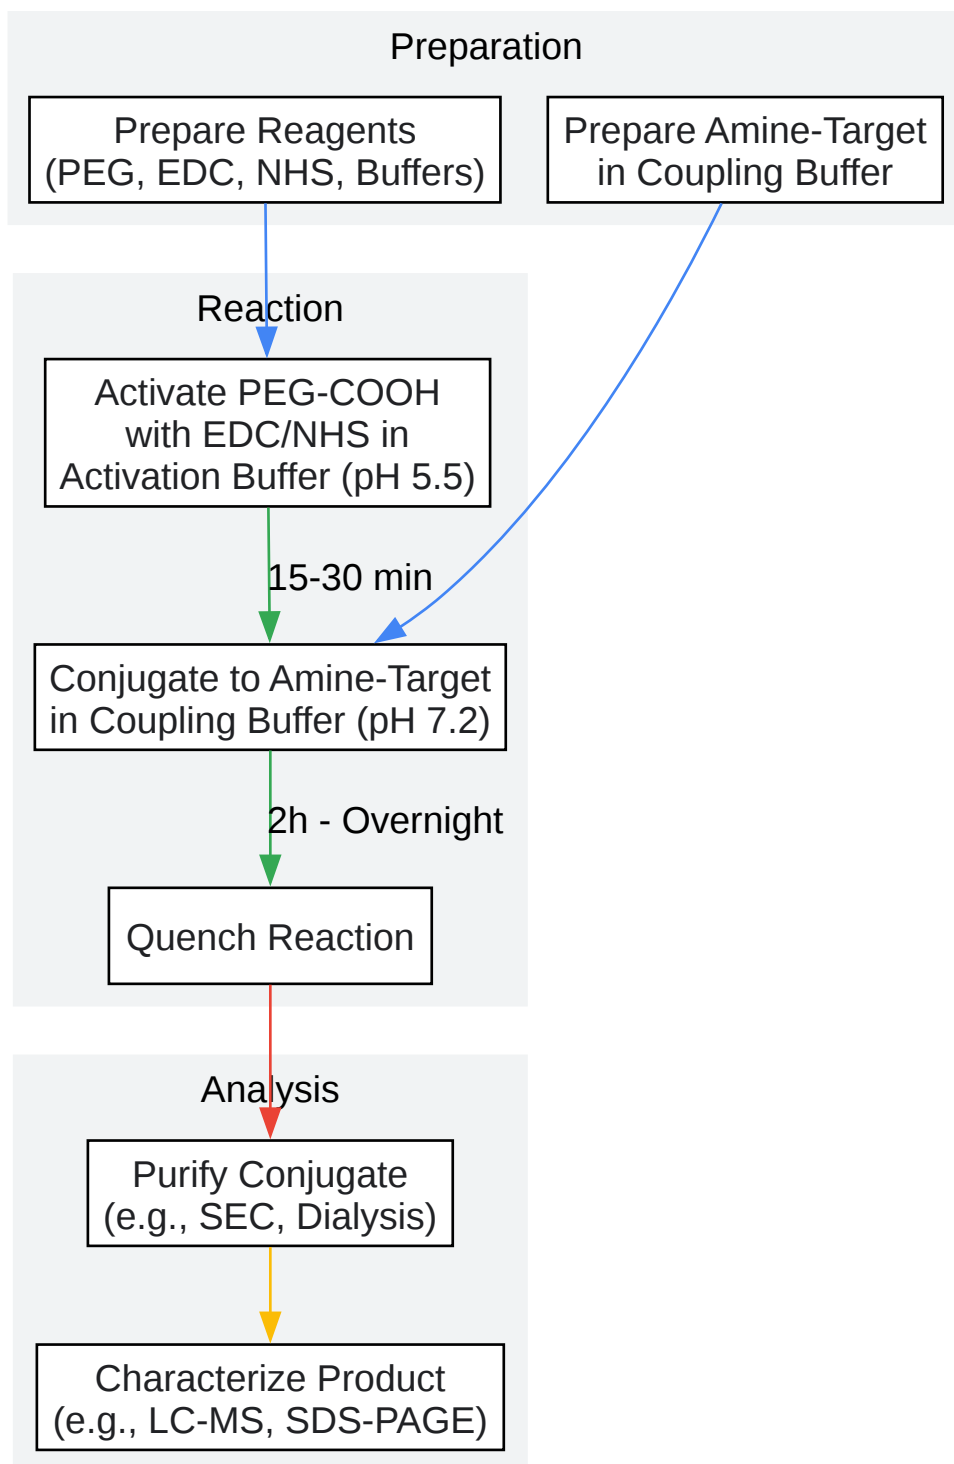 Preparation
Prepare Reagents
(PEG, EDC, NHS, Buffers)
Prepare Amine-Target
in Coupling Buffer
Reaction
Activate PEG-COOH
with EDC/NHS in
Activation Buffer (pH 5.5)
15-30 min
Conjugate to Amine-Target
in Coupling Buffer (pH 7.2)
2h - Overnight
Quench Reaction
Analysis
Purify Conjugate
(e.g., SEC, Dialysis)
Characterize Product
(e.g., LC-MS, SDS-PAGE)